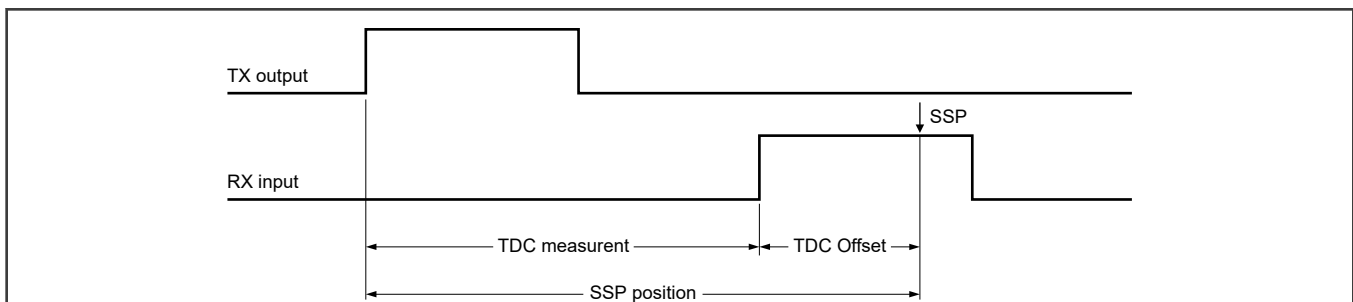 TX output
SSP
RX input
TDC measurent
TDC Offset
SSP position